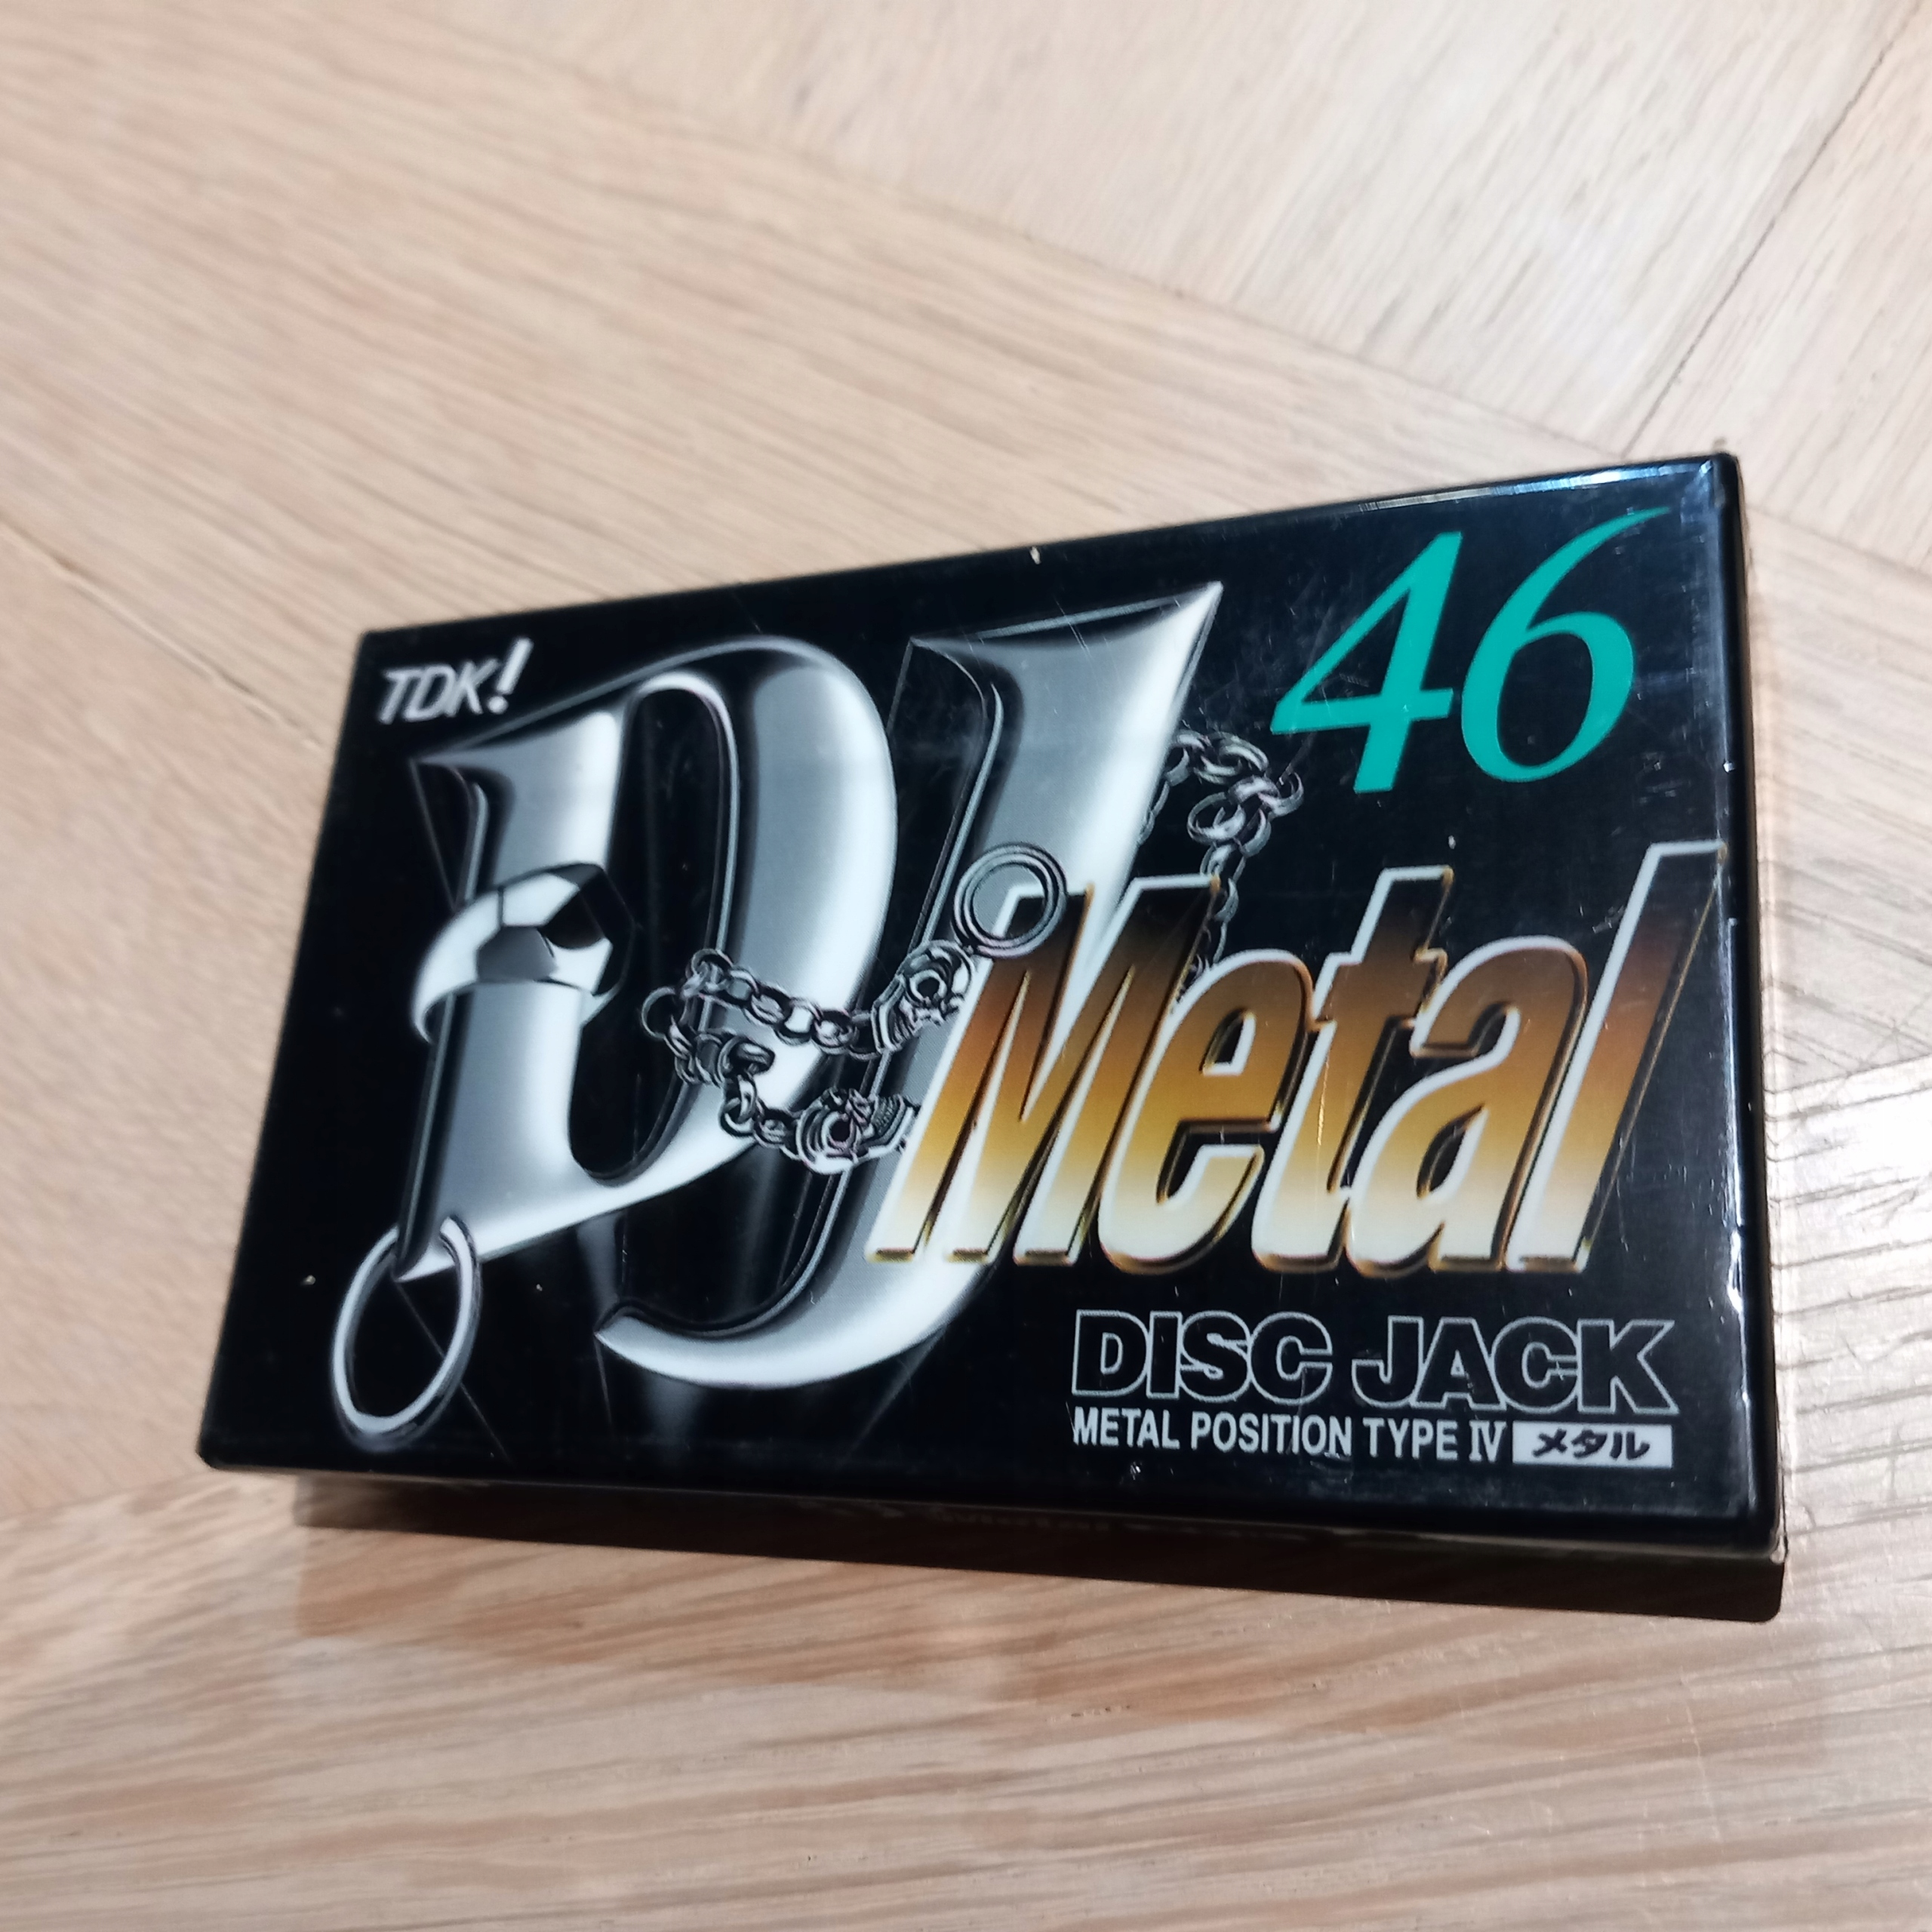 TDK!
46
DJ
Metal
DISC JACK
METAL POSITION TYPE IV メタル